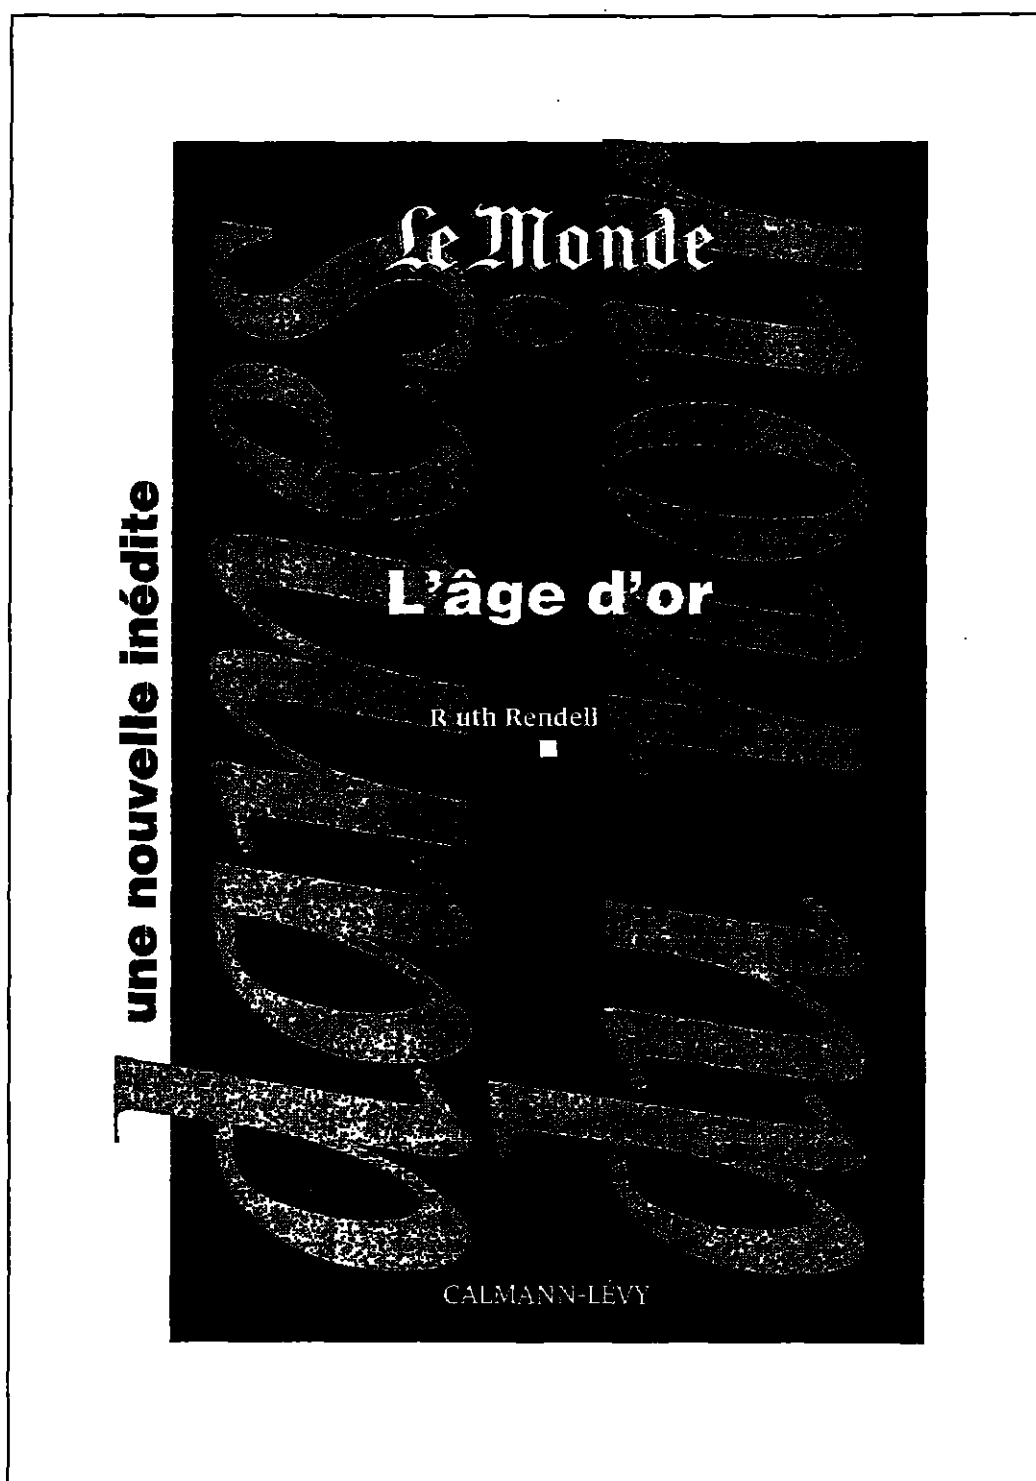 Le Monde
L'âge d'or
Ruth Rendell
CALMANN-LÉVY
une nouvelle inédite